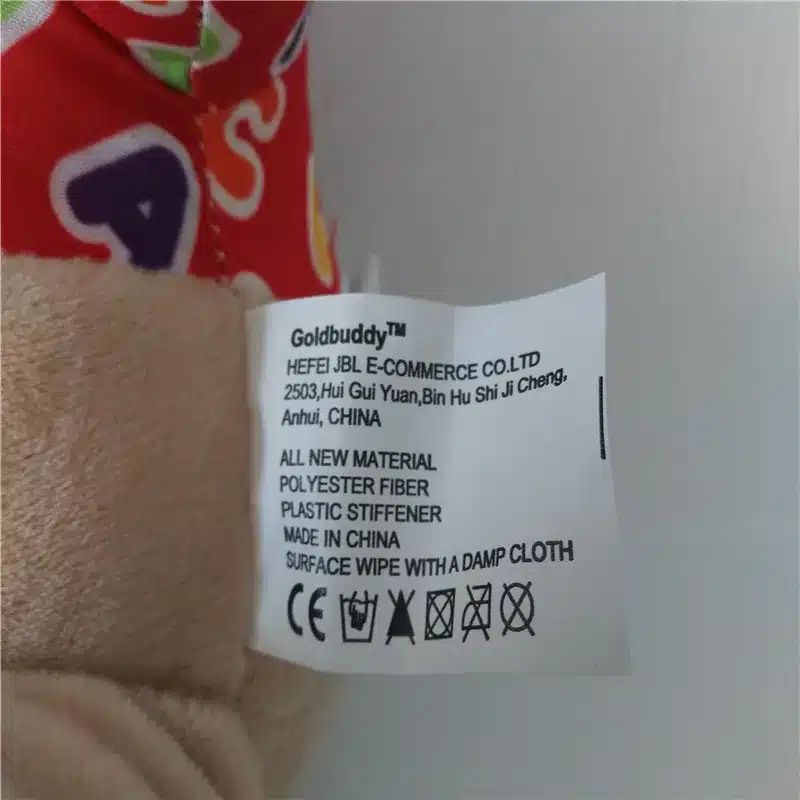 A
S
Goldbuddy™
HEFEI JBL E-COMMERCE CO.LTD
2503,Hui Gui Yuan,Bin Hu Shi Ji Cheng,
Anhui, CHINA
ALL NEW MATERIAL
POLYESTER FIBER
PLASTIC STIFFENER
MADE IN CHINA
SURFACE WIPE WITH A DAMP CLOTH
CE